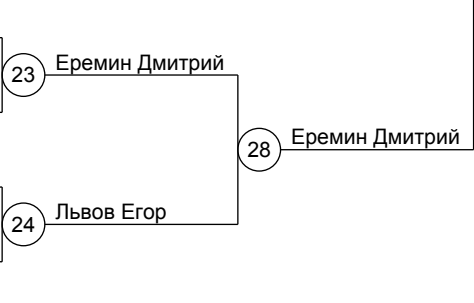 Еремин Дмитрий
23
28
Еремин Дмитрий
Львов Егор
24